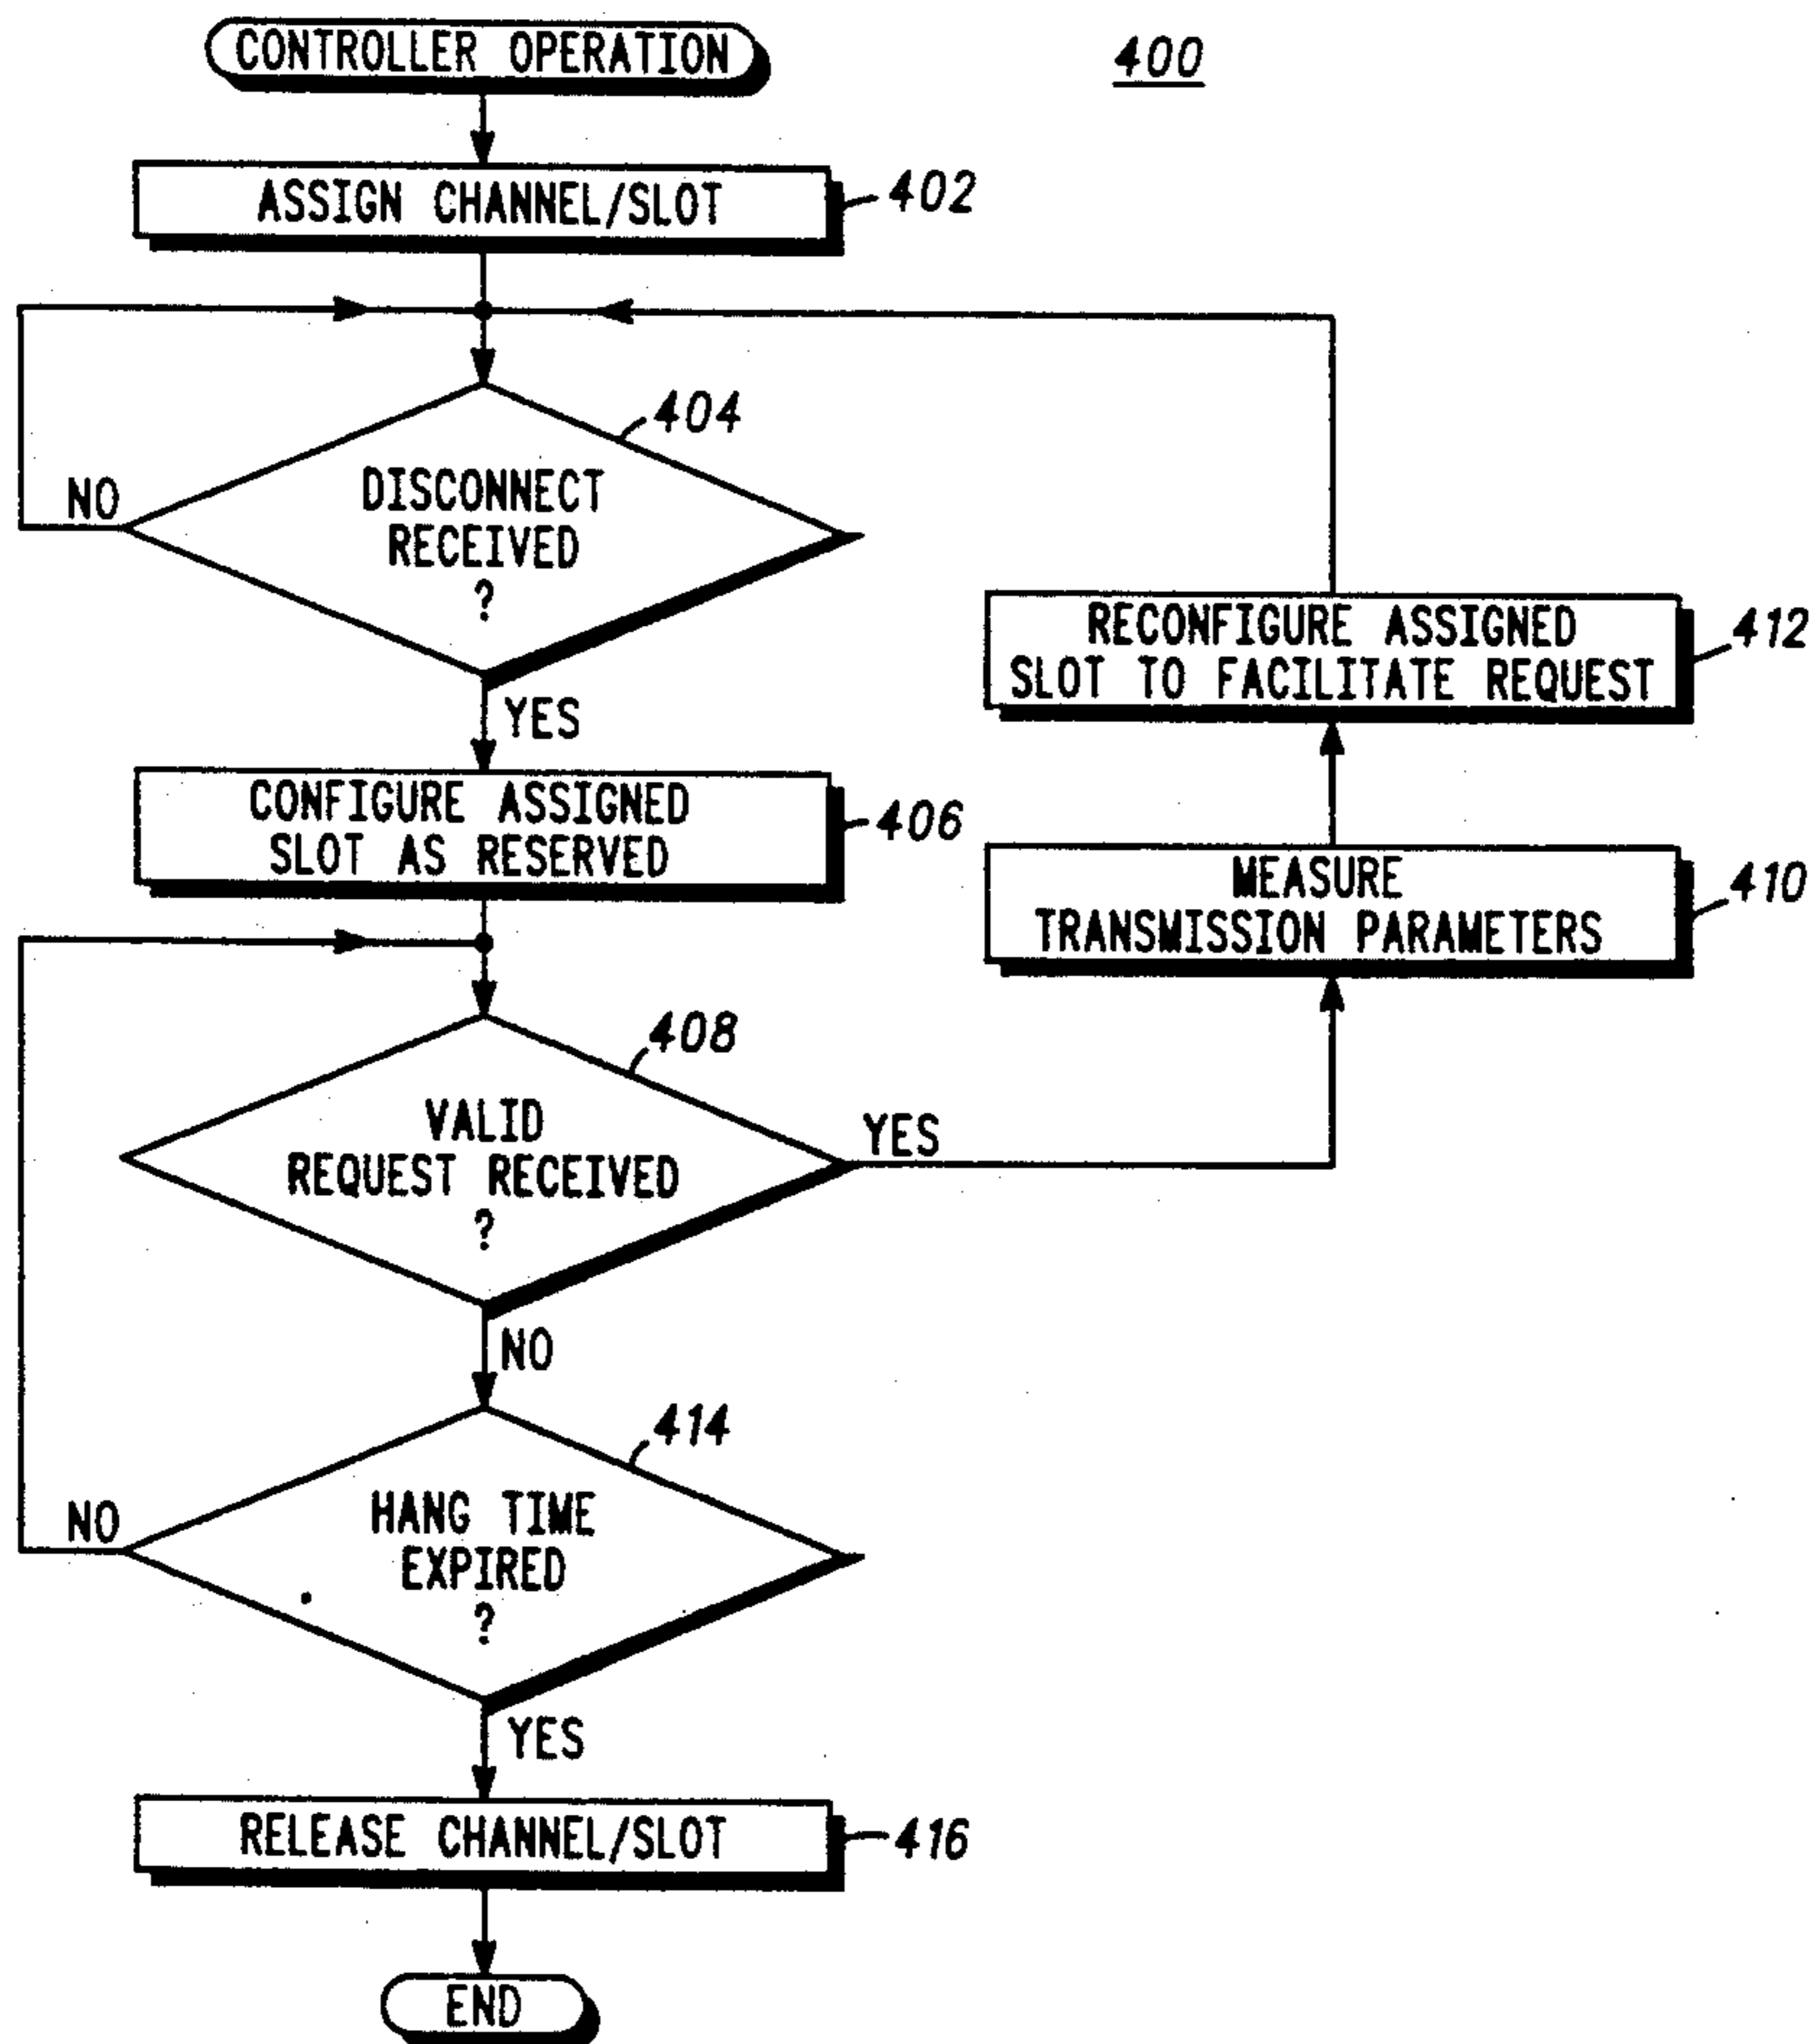 CONTROLLER OPERATION
400
ASSIGN CHANNEL/SLOT
402
404
DISCONNECT
RECEIVED
?
NO
YES
RECONFIGURE ASSIGNED
SLOT TO FACILITATE REQUEST
412
CONFIGURE ASSIGNED
SLOT AS RESERVED
406
MEASURE
TRANSMISSION PARAMETERS
410
408
VALID
REQUEST RECEIVED
?
YES
NO
414
HANG TIME
EXPIRED
?
NO
YES
RELEASE CHANNEL/SLOT
416
END